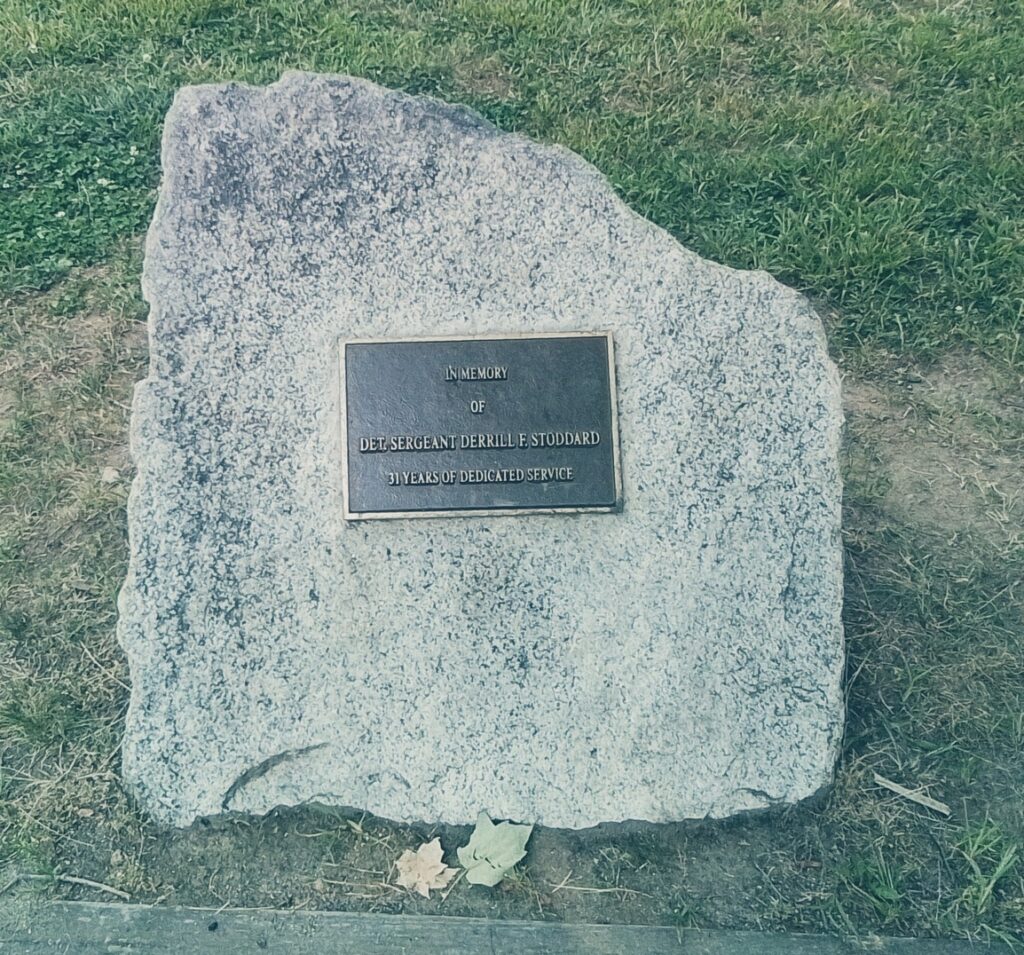 IN MEMORY
OF
DET. SERGEANT DERRILL F. STODDARD
31 YEARS OF DEDICATED SERVICE